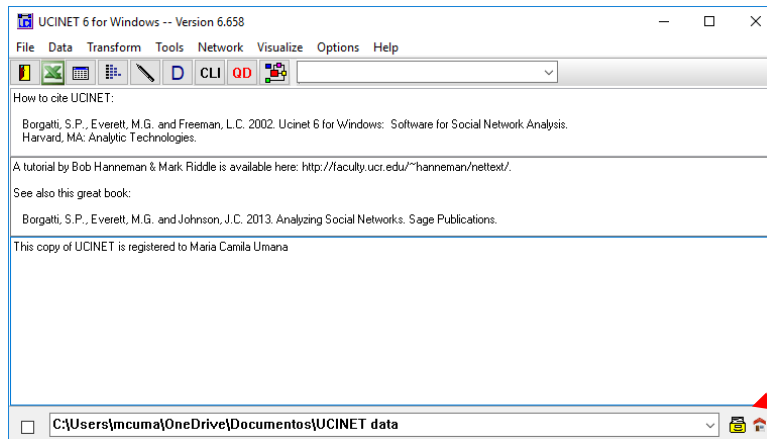 UCINET 6 for Windows -- Version 6.658
File Data Transform Tools Network Visualize Options Help
D CLI QD
How to cite UCINET:
Borgatti, S.P., Everett, M.G. and Freeman, L.C. 2002. Ucinet 6 for Windows: Software for Social Network Analysis.
Harvard, MA: Analytic Technologies.
A tutorial by Bob Hanneman & Mark Riddle is available here: http://faculty.ucr.edu/~hanneman/nettext/.
See also this great book:
Borgatti, S.P., Everett, M.G. and Johnson, J.C. 2013. Analyzing Social Networks. Sage Publications.
This copy of UCINET is registered to Maria Camila Umana
C:\Users\mcuma\OneDrive\Documentos\UCINET data